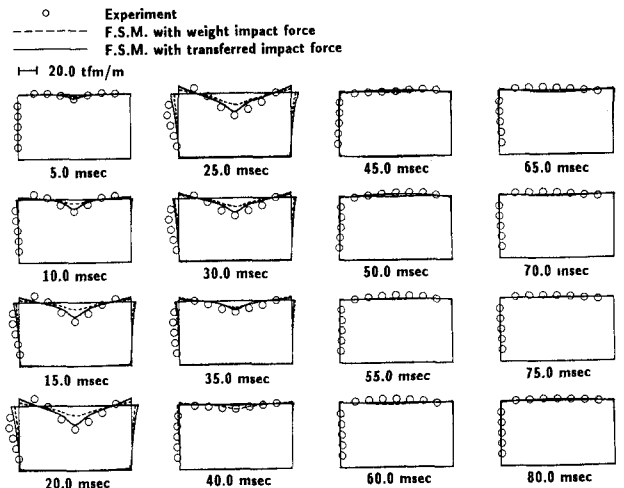 Experiment
F.S.M. with weight impact force
F.S.M. with transferred impact force
20.0 tfm/m
5.0 msec
25.0 msec
45.0 msec
65.0 msec
10.0 msec
30.0 msec
50.0 msec
70.0 msec
15.0 msec
35.0 msec
55.0 msec
75.0 msec
20.0 msec
40.0 msec
60.0 msec
80.0 msec